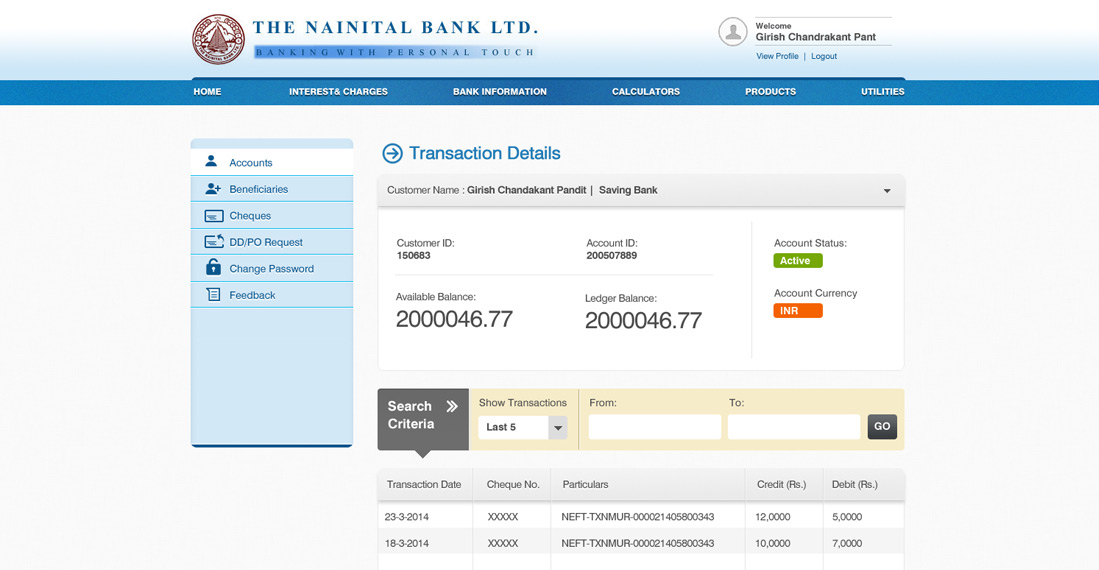 THE NAINITAL BANK LTD.
BANKING WITH PERSONAL TOUCH
Welcome
Girish Chandrakant Pant
View Profile | Logout
HOME INTEREST& CHARGES BANK INFORMATION CALCULATORS PRODUCTS UTILITIES
Accounts
Beneficiaries
Cheques
DD/PO Request
Change Password
Feedback
Transaction Details
Customer Name : Girish Chandakant Pandit | Saving Bank
Customer ID: Account ID: Account Status:
150683 200507889 Active
Available Balance: Ledger Balance: Account Currency
2000046.77 2000046.77 INR
Search Criteria
Show Transactions From: To:
Last 5 GO
Transaction Date Cheque No. Particulars Credit (Rs.) Debit (Rs.)
23-3-2014 XXXXX NEFT-TXNMUR-000021405800343 12,0000 5,0000
18-3-2014 XXXXX NEFT-TXNMUR-000021405800343 10,0000 7,0000